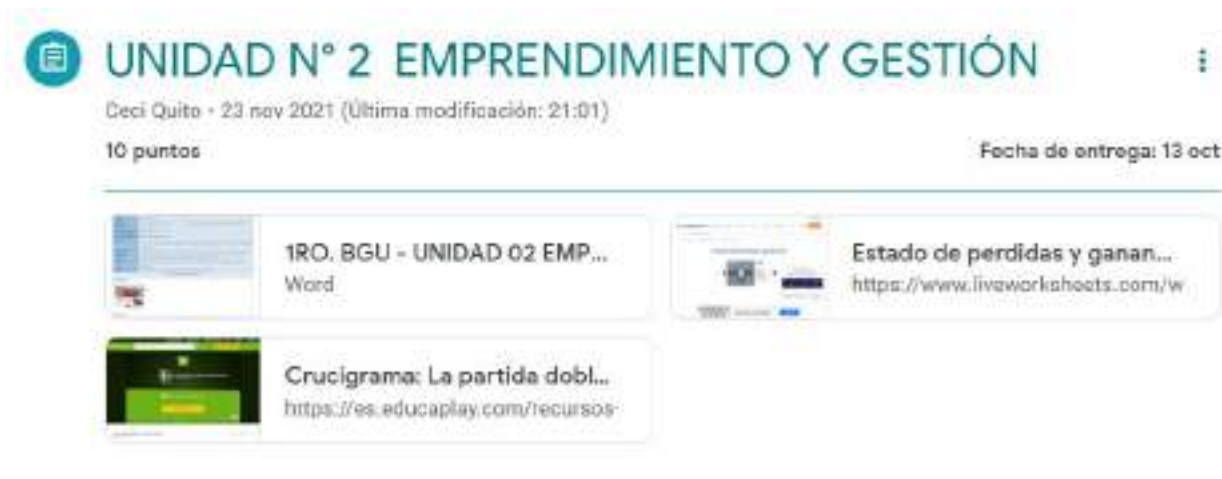 UNIDAD N° 2 EMPRENDIMIENTO Y GESTIÓN
Ceci Quito • 23 nov 2021 (Última modificación: 21:01)
10 puntos
Fecha de entrega: 13 oct
1RO. BGU - UNIDAD 02 EMP...
Word
Estado de perdidas y ganan...
https://www.liveworksheets.com/w
Crucigrama: La partida dobl...
https://es.educaplay.com/recursos-